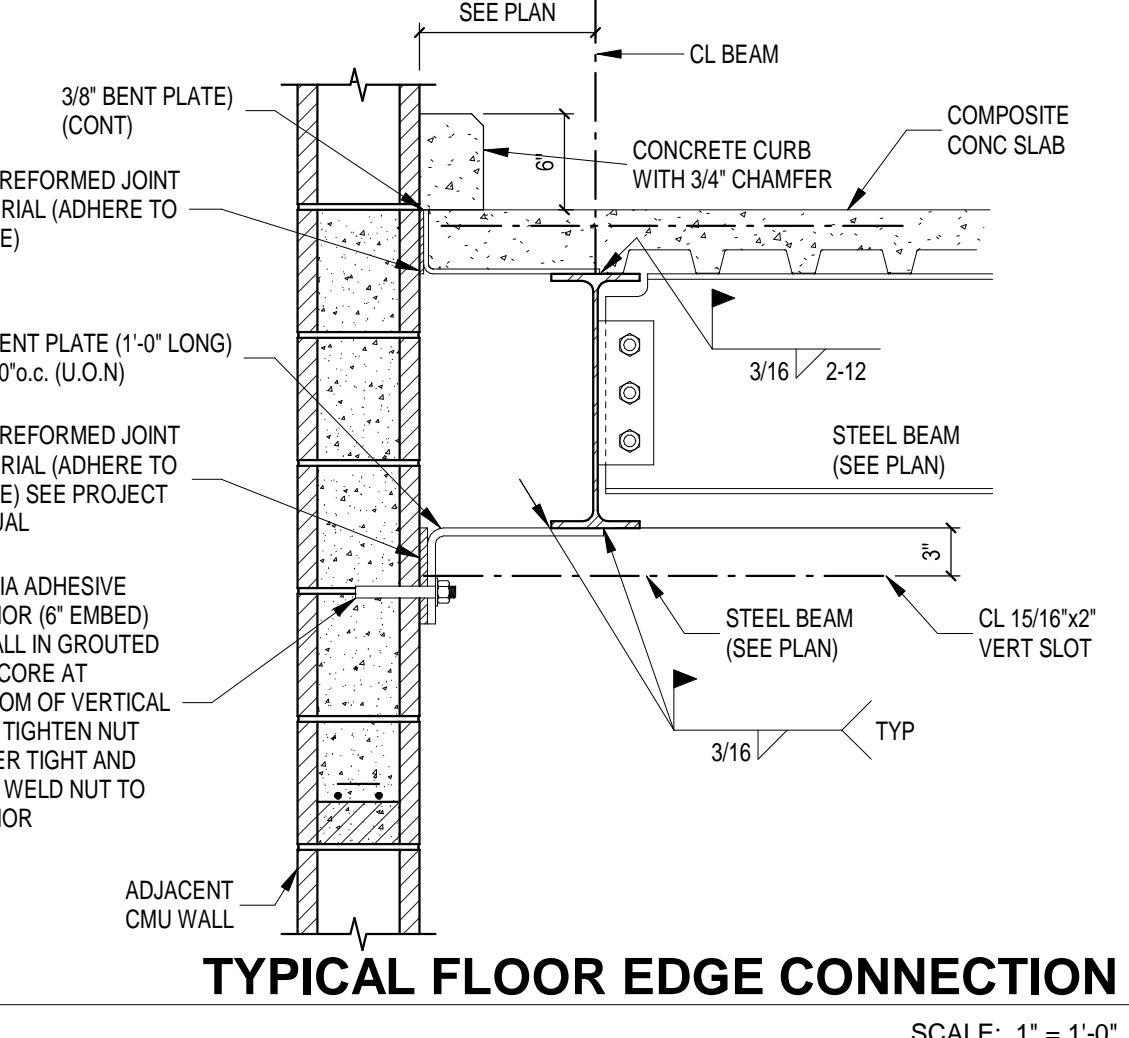 SEE PLAN
CL BEAM
3/8" BENT PLATE)
(CONT)
COMPOSITE
CONC SLAB
6"
CONCRETE CURB
WITH 3/4" CHAMFER
REFORMED JOINT
RIAL (ADHERE TO
E)
ENT PLATE (1'-0" LONG)
0"o.c. (U.O.N)
3/16
2-12
REFORMED JOINT
RIAL (ADHERE TO
E) SEE PROJECT
UAL
STEEL BEAM
(SEE PLAN)
3"
IA ADHESIVE
HOR (6" EMBED)
ALL IN GROUTED
CORE AT
OM OF VERTICAL
TIGHTEN NUT
ER TIGHT AND
WELD NUT TO
HOR
STEEL BEAM
(SEE PLAN)
CL 15/16"x2"
VERT SLOT
3/16
TYP
ADJACENT
CMU WALL
TYPICAL FLOOR EDGE CONNECTION
SCALE: 1" = 1'-0"